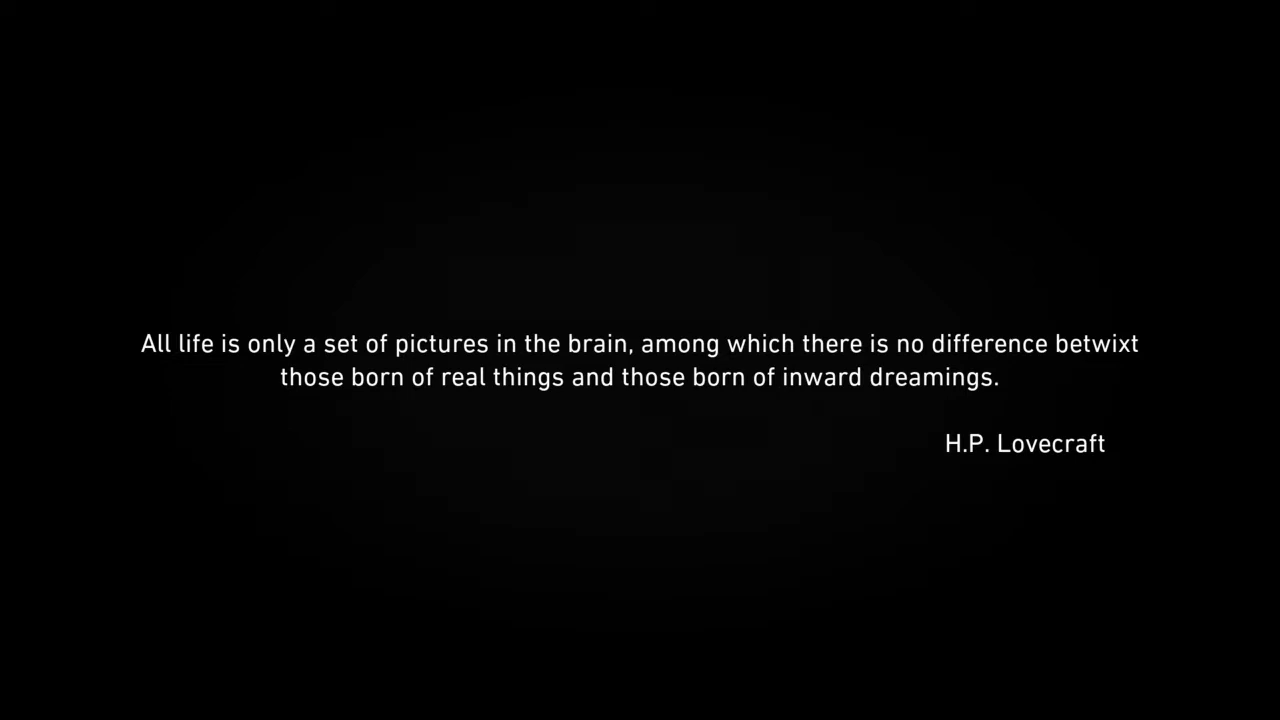 All life is only a set of pictures in the brain, among which there is no difference betwixt
those born of real things and those born of inward dreamings.
H.P. Lovecraft